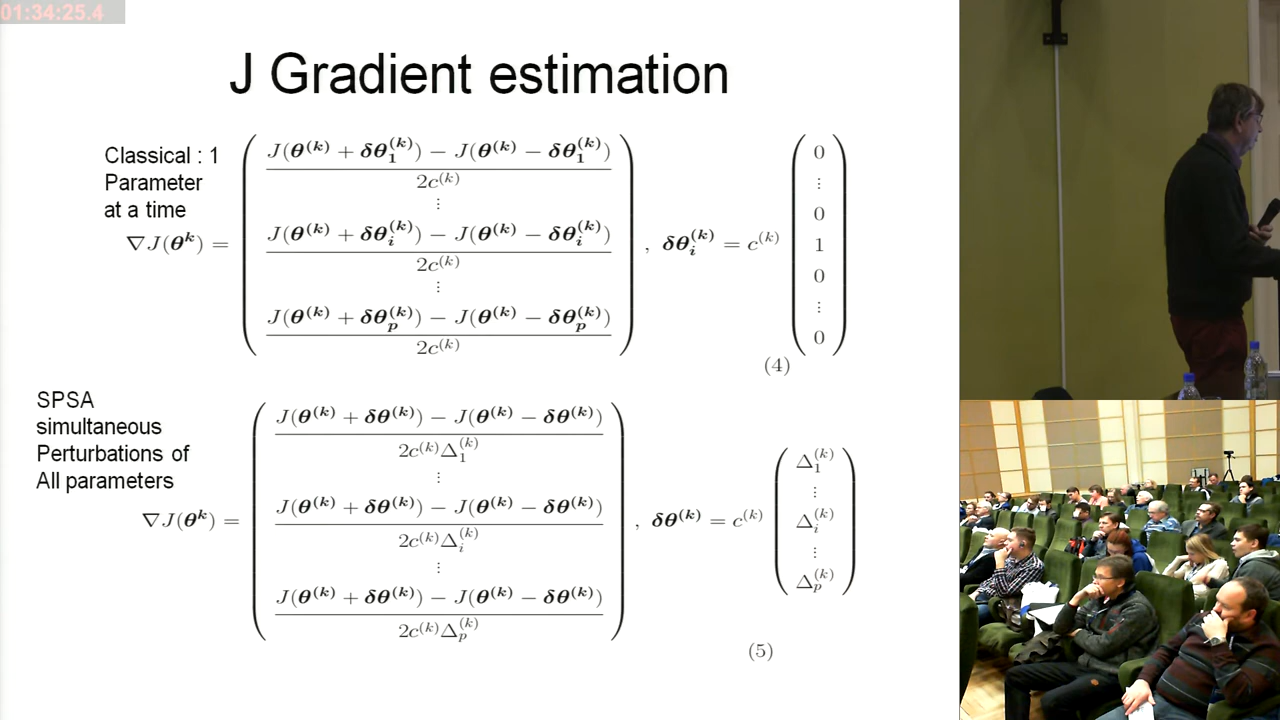 01:34:25.4
J Gradient estimation
Classical : 1
Parameter
at a time
∇J(θ^k) = ( J(θ^(k) + δθ_1^(k)) − J(θ^(k) − δθ_1^(k)) / 2c^(k)
⋮
J(θ^(k) + δθ_i^(k)) − J(θ^(k) − δθ_i^(k)) / 2c^(k)
⋮
J(θ^(k) + δθ_p^(k)) − J(θ^(k) − δθ_p^(k)) / 2c^(k) )
, δθ_i^(k) = c^(k) ( 0
⋮
0
1
0
⋮
0 )
(4)
SPSA
simultaneous
Perturbations of
All parameters
∇J(θ^k) = ( J(θ^(k) + δθ^(k)) − J(θ^(k) − δθ^(k)) / 2c^(k)Δ_1^(k)
⋮
J(θ^(k) + δθ^(k)) − J(θ^(k) − δθ^(k)) / 2c^(k)Δ_i^(k)
⋮
J(θ^(k) + δθ^(k)) − J(θ^(k) − δθ^(k)) / 2c^(k)Δ_p^(k) )
, δθ^(k) = c^(k) ( Δ_1^(k)
⋮
Δ_i^(k)
⋮
Δ_p^(k) )
(5)